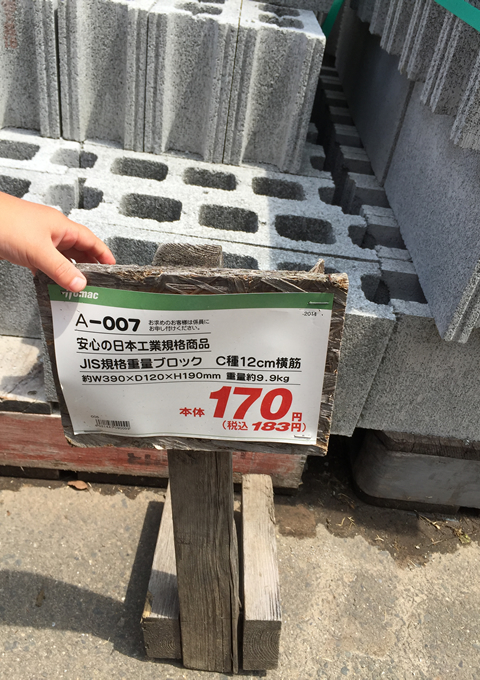 Homac
A-007 お求めのお客様は係員に
お申し付けください。
2014
安心の日本工業規格商品
JIS規格重量ブロック C種12cm横筋
約W390×D120×H190mm 重量約9.9kg
本体 170円
(税込 183円)